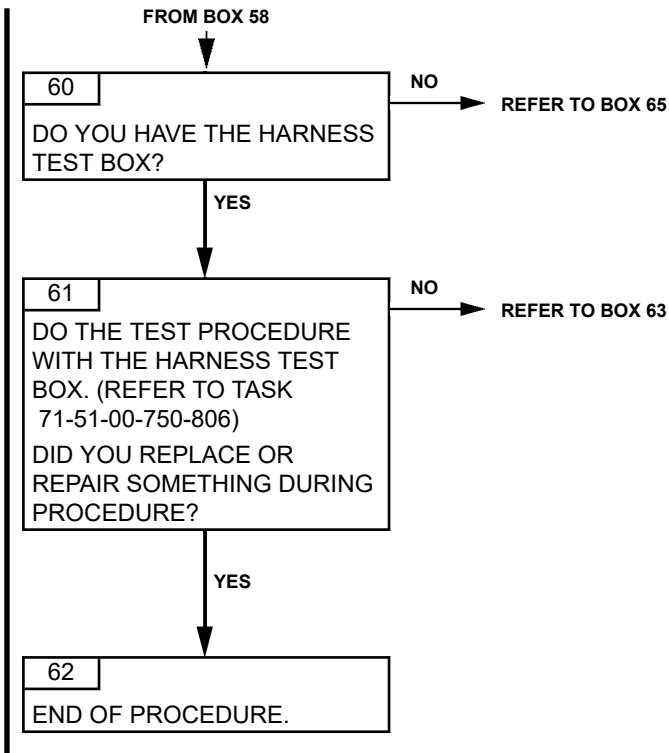 FROM BOX 58
60
DO YOU HAVE THE HARNESS
TEST BOX?
NO
REFER TO BOX 65
YES
61
DO THE TEST PROCEDURE
WITH THE HARNESS TEST
BOX. (REFER TO TASK
71-51-00-750-806)
DID YOU REPLACE OR
REPAIR SOMETHING DURING
PROCEDURE?
NO
REFER TO BOX 63
YES
62
END OF PROCEDURE.